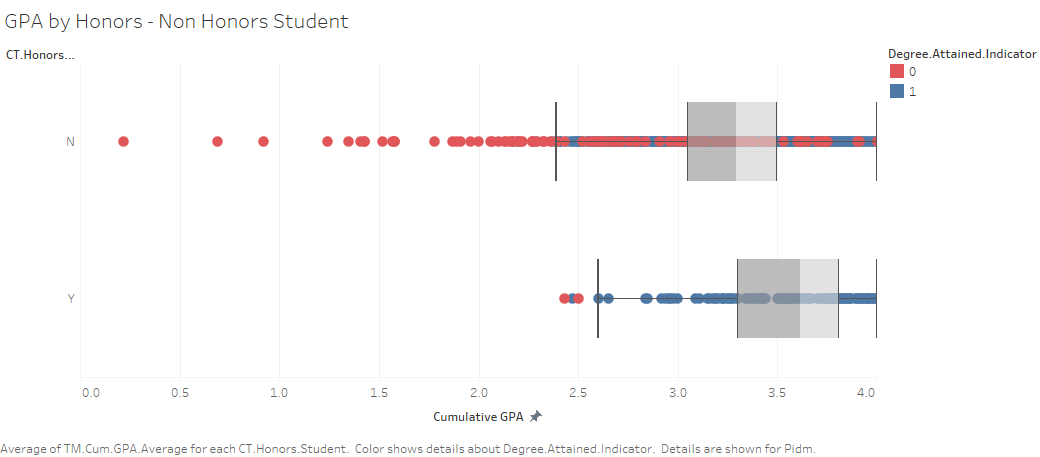 GPA by Honors - Non Honors Student
CT.Honors...
Degree.Attained.Indicator
0
1
N
Y
0.0 0.5 1.0 1.5 2.0 2.5 3.0 3.5 4.0
Cumulative GPA
Average of TM.Cum.GPA.Average for each CT.Honors.Student. Color shows details about Degree.Attained.Indicator. Details are shown for Pidm.